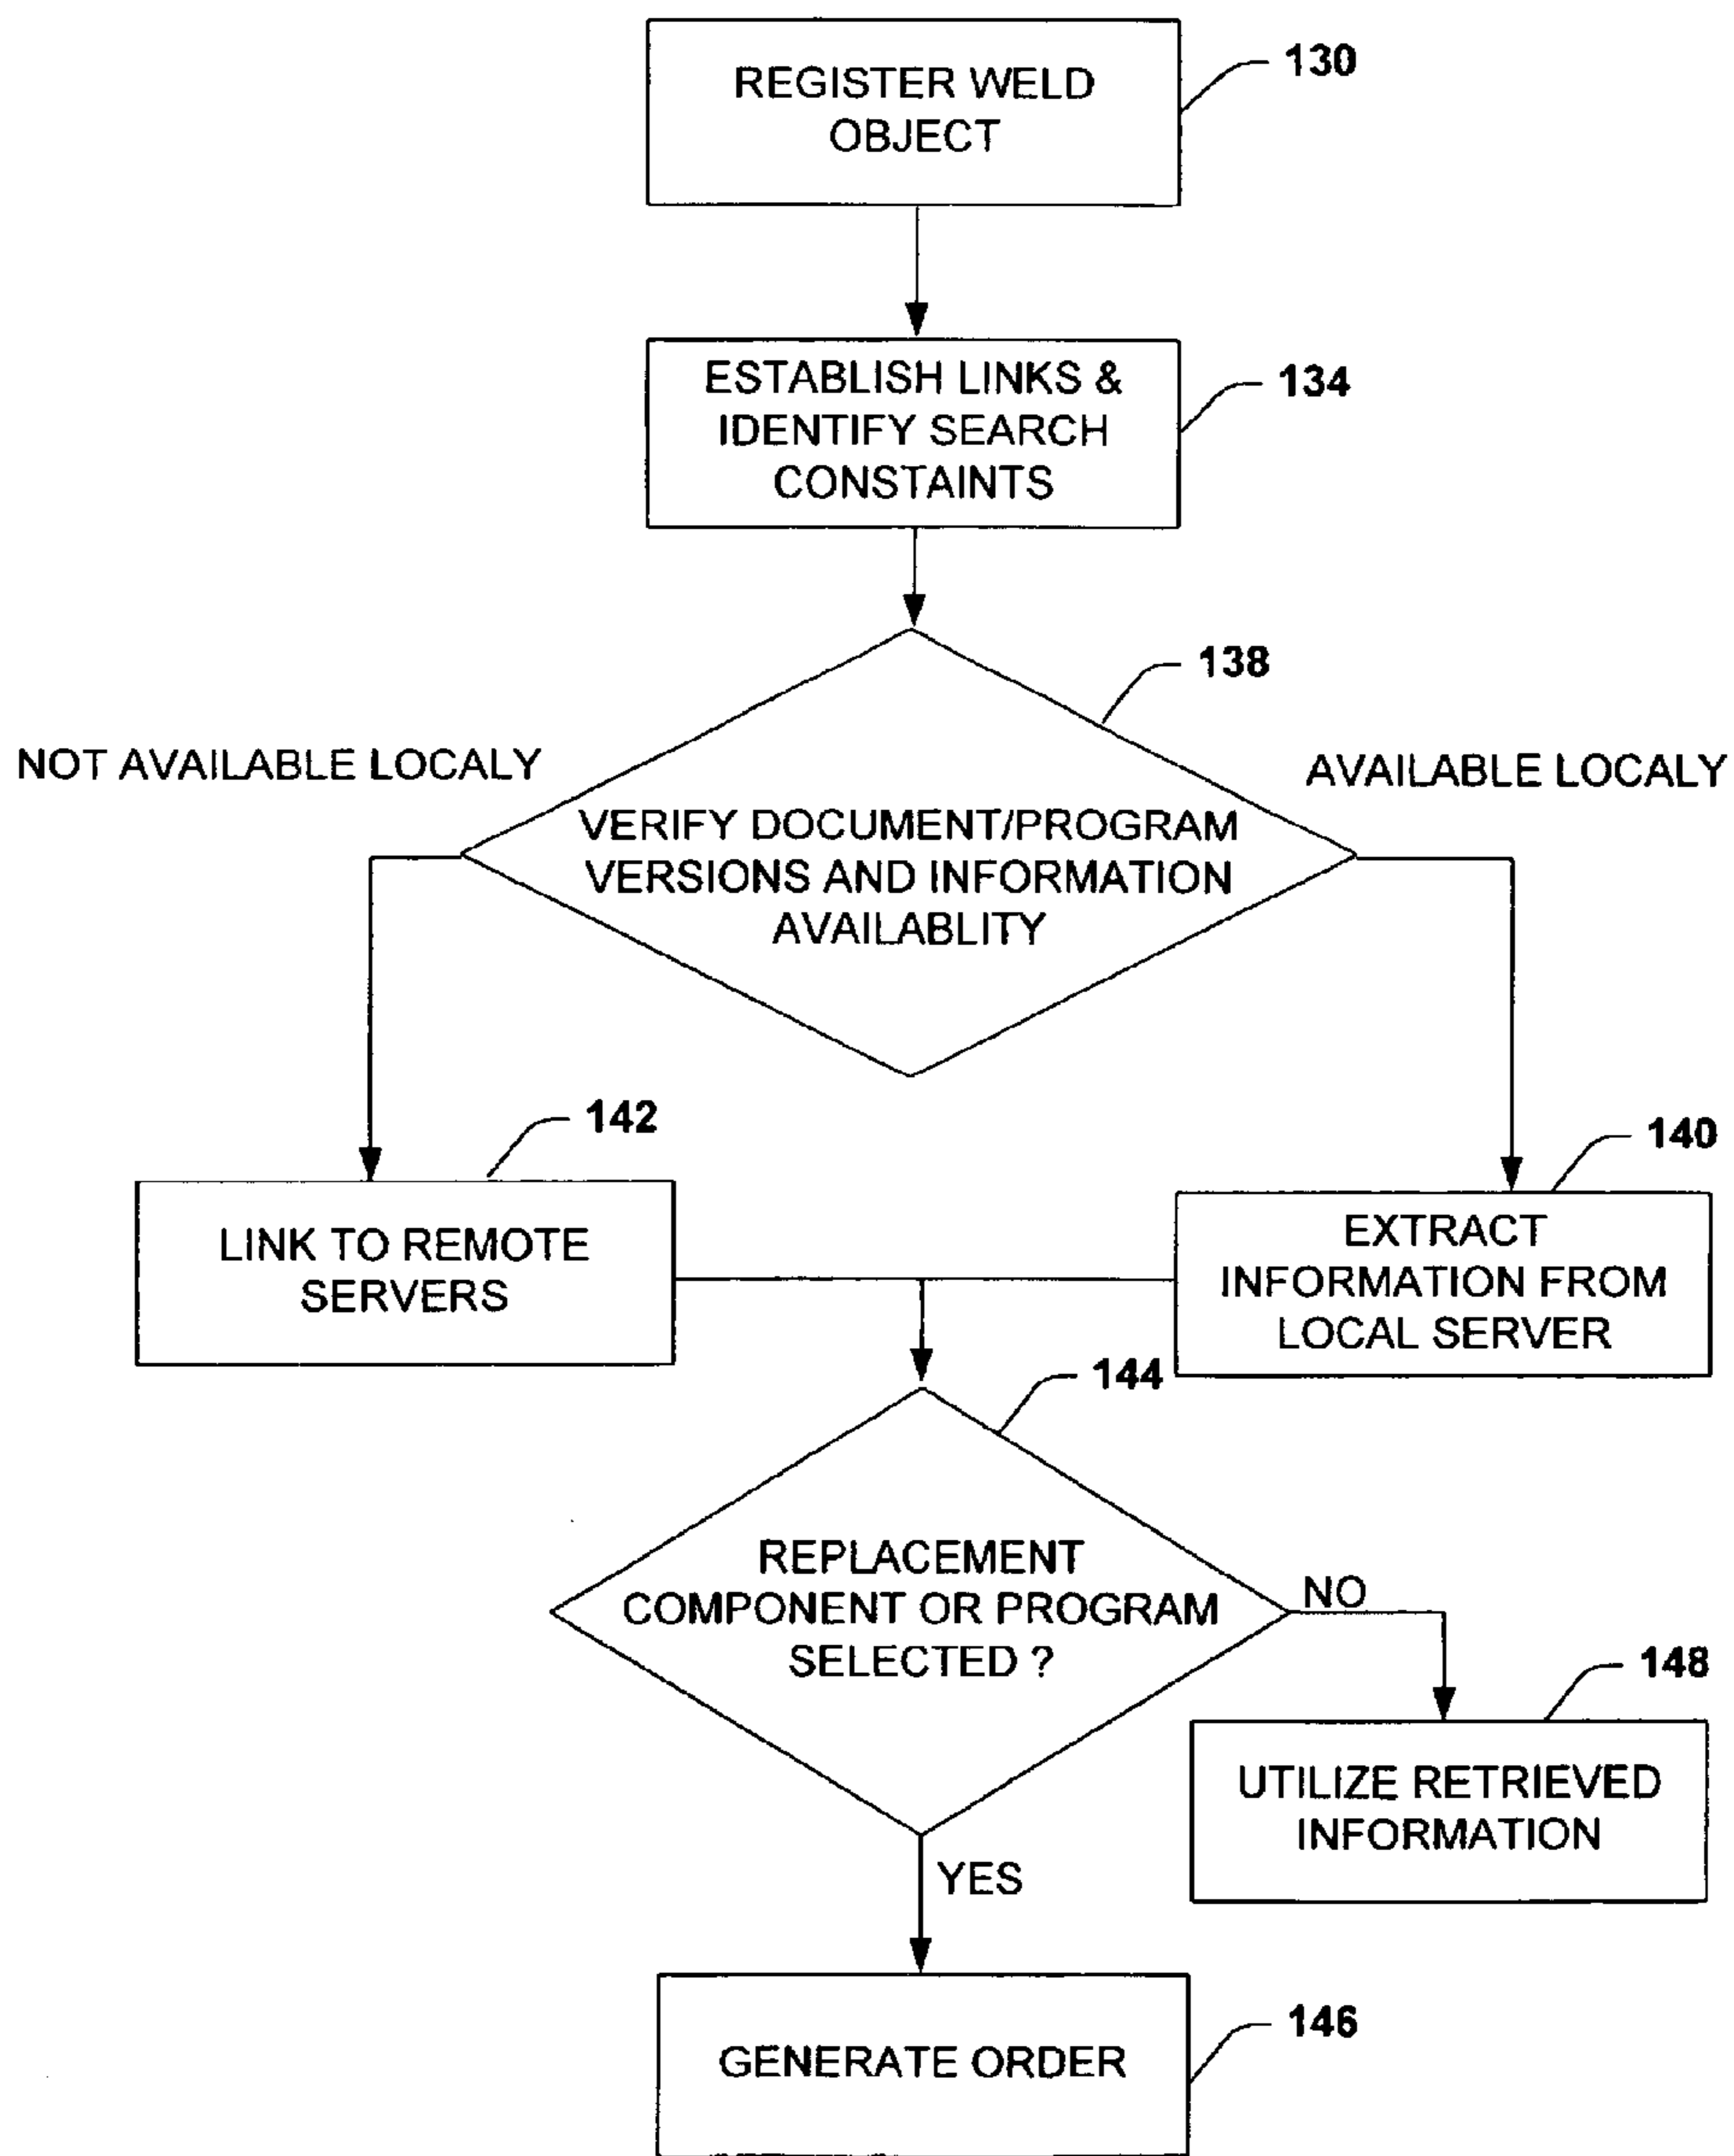 REGISTER WELD
OBJECT
130
ESTABLISH LINKS &
IDENTIFY SEARCH
CONSTAINTS
134
138
NOT AVAILABLE LOCALY
AVAILABLE LOCALY
VERIFY DOCUMENT/PROGRAM
VERSIONS AND INFORMATION
AVAILABLITY
142
140
LINK TO REMOTE
SERVERS
EXTRACT
INFORMATION FROM
LOCAL SERVER
144
REPLACEMENT
COMPONENT OR PROGRAM
SELECTED ?
NO
148
UTILIZE RETRIEVED
INFORMATION
YES
146
GENERATE ORDER